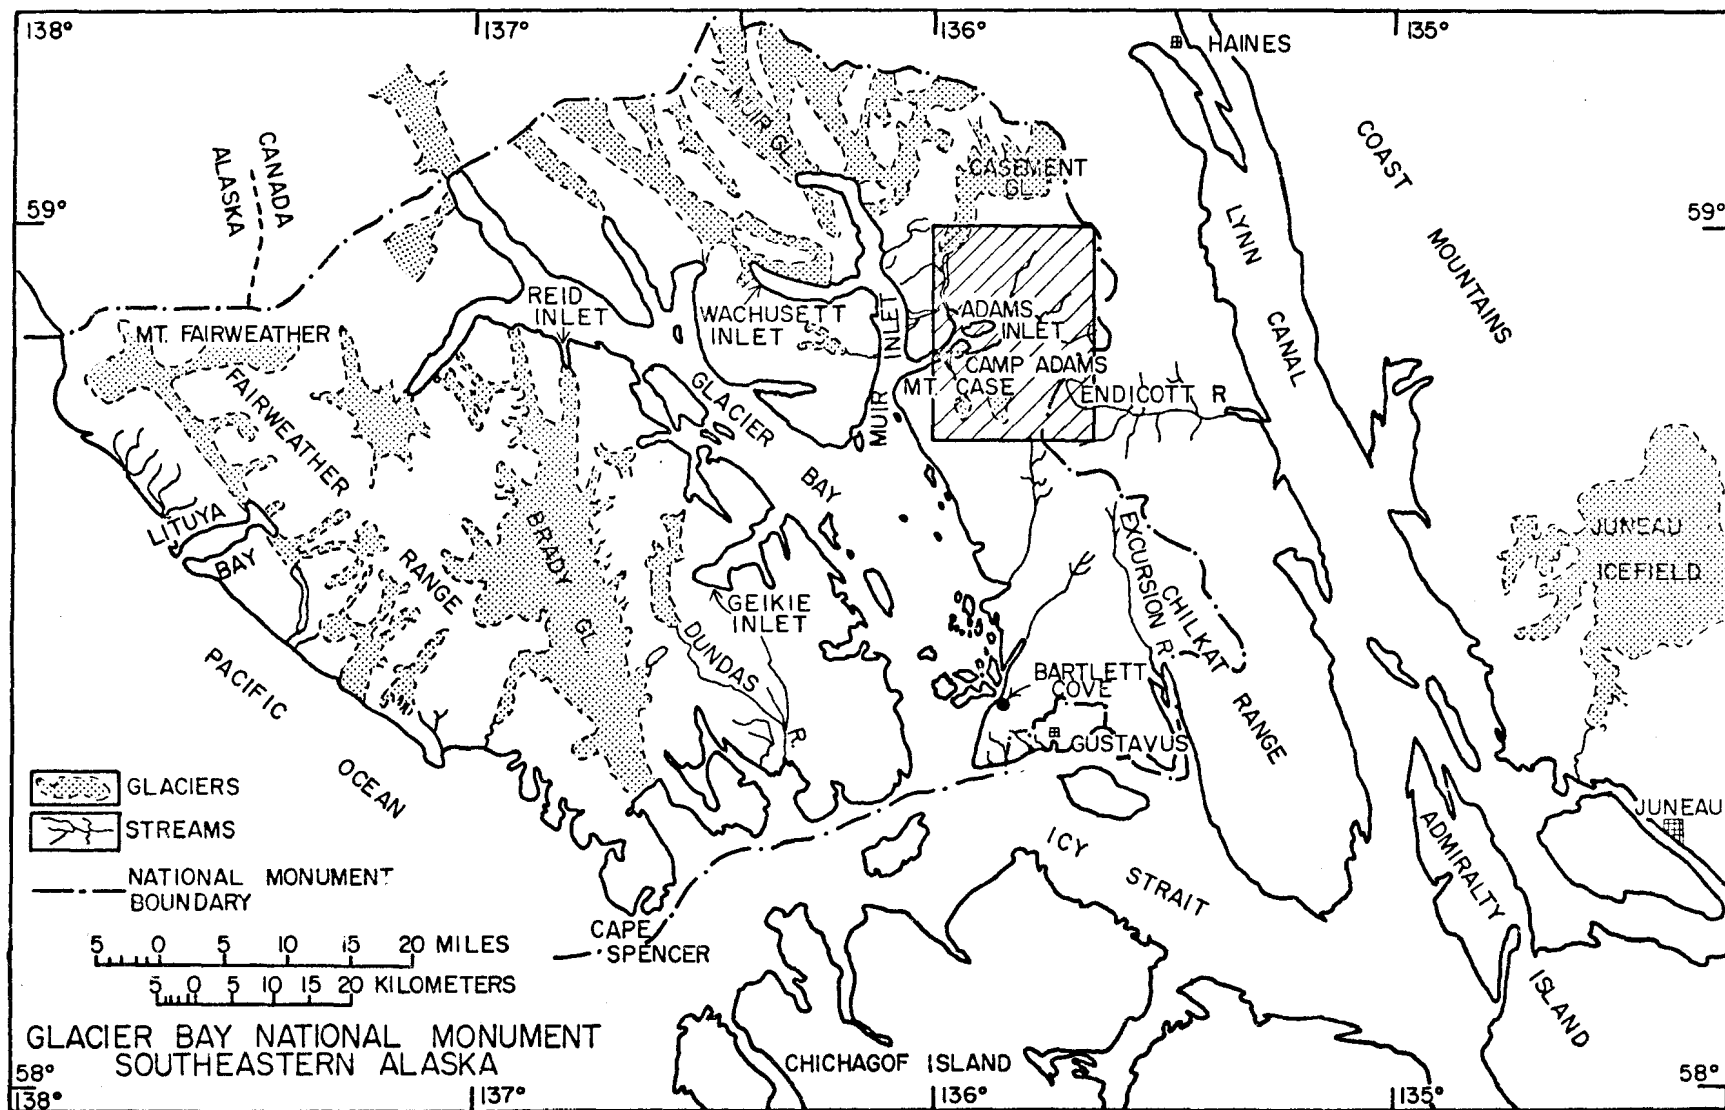 138°
137°
136°
135°
HAINES
MUIR GL.
COAST
MOUNTAINS
CANADA
ALASKA
CASEMENT
GL.
59°
59°
LYNN
CANAL
REID
INLET
WACHUSETT
INLET
MUIR INLET
ADAMS
INLET
CAMP ADAMS
MT. CASE
ENDICOTT R.
MT. FAIRWEATHER
FAIRWEATHER
RANGE
GLACIER
BAY
LITUYA
BAY
BRADY
GL.
JUNEAU
ICEFIELD
EXCURSION R.
CHILKAT
RANGE
GEIKIE
INLET
DUNDAS
R.
BARTLETT
COVE
GUSTAVUS
PACIFIC
OCEAN
GLACIERS
STREAMS
NATIONAL MONUMENT
BOUNDARY
JUNEAU
ICY
STRAIT
ADMIRALTY
ISLAND
CAPE
SPENCER
5 0 5 10 15 20 MILES
5 0 5 10 15 20 KILOMETERS
GLACIER BAY NATIONAL MONUMENT
SOUTHEASTERN ALASKA
CHICHAGOF ISLAND
58°
58°
138°
137°
136°
135°